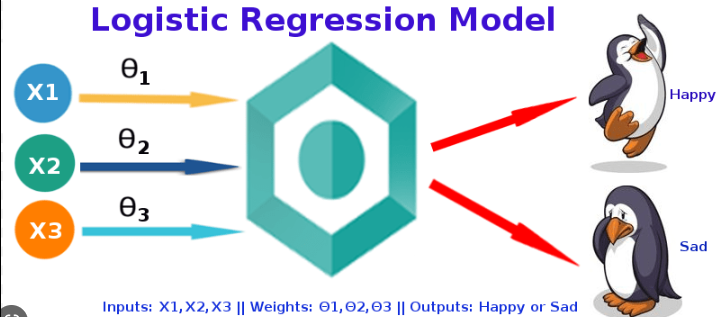 Logistic Regression Model
X1
Θ1
X2
Θ2
X3
Θ3
Happy
Sad
Inputs: X1,X2,X3 || Weights: Θ1,Θ2,Θ3 || Outputs: Happy or Sad